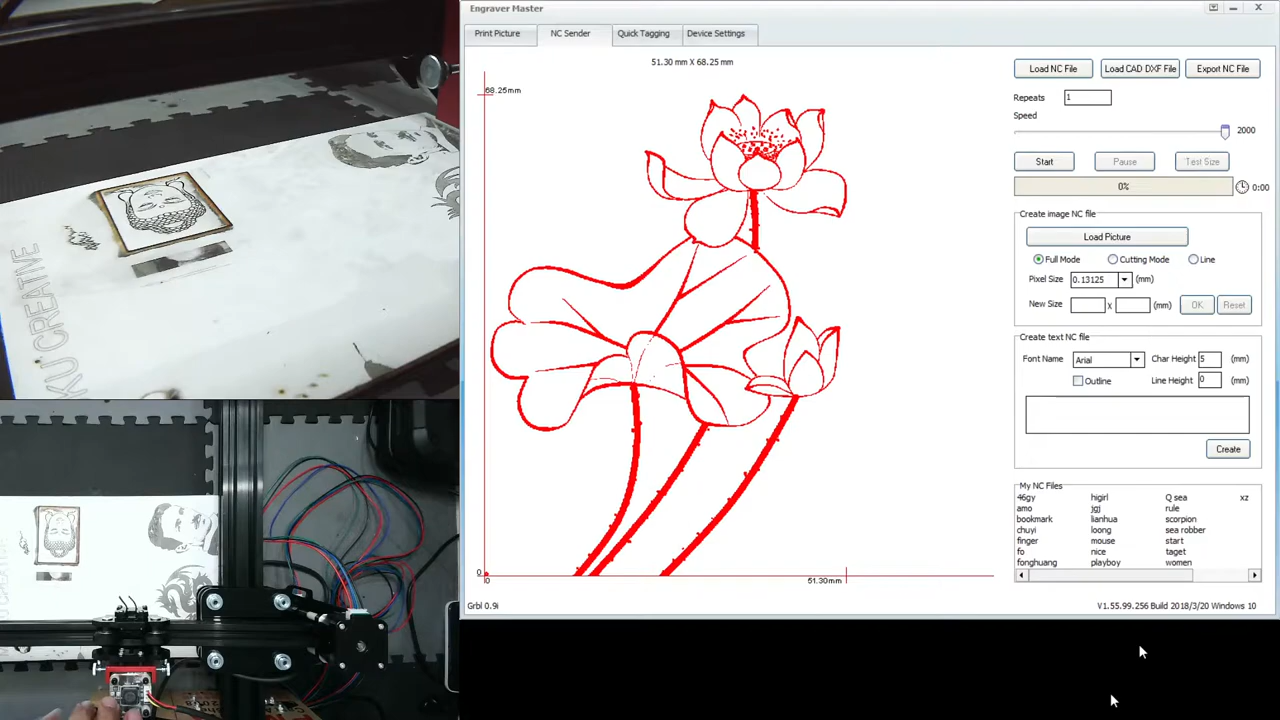 Engraver Master
Print Picture
NC Sender
Quick Tagging
Device Settings
51.30 mm X 68.25 mm
68.25mm
0
0
51.30mm
Load NC File
Load CAD DXF File
Export NC File
Repeats
1
Speed
2000
Start
Pause
Test Size
0%
0:00
Create image NC file
Load Picture
Full Mode
Cutting Mode
Line
Pixel Size
0.13125
(mm)
New Size
x
(mm)
OK
Reset
Create text NC file
Font Name
Arial
Char Height
5
(mm)
Outline
Line Height
0
(mm)
Create
My NC Files
46gy
higirl
Q sea
xz
amo
jgj
rule
bookmark
lianhua
scorpion
chuyi
loong
sea robber
finger
mouse
start
fo
nice
taget
fonghuang
playboy
women
Grbl 0.9i
V1.55.99.256 Build 2018/3/20 Windows 10
KU CREATIVE